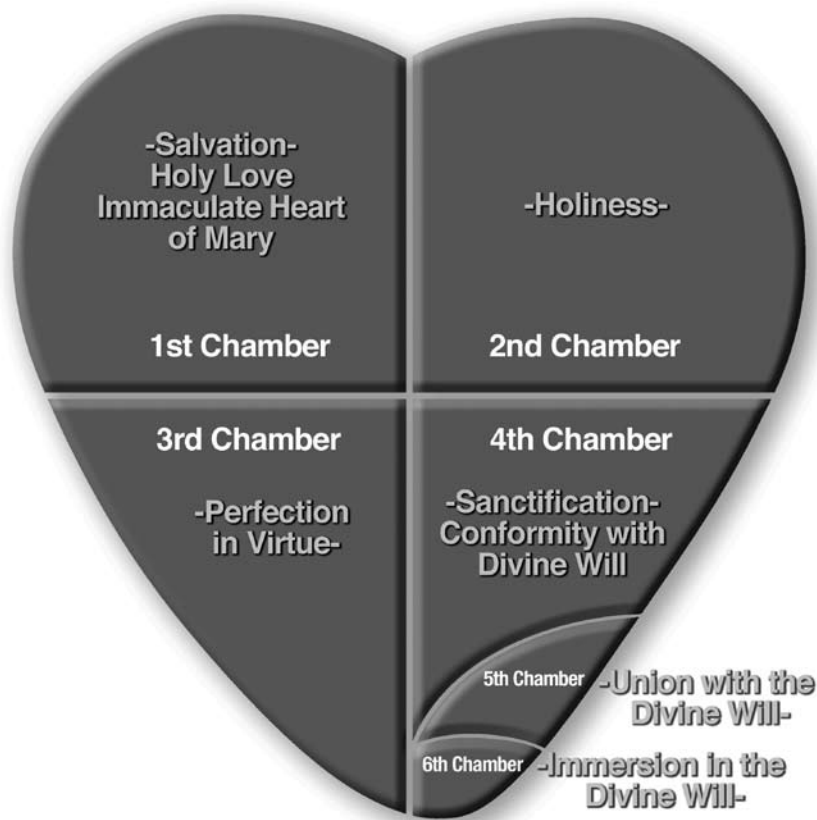 -Salvation-
Holy Love
Immaculate Heart
of Mary
1st Chamber
-Holiness-
2nd Chamber
3rd Chamber
-Perfection
in Virtue-
4th Chamber
-Sanctification-
Conformity with
Divine Will
5th Chamber
-Union with the
Divine Will-
6th Chamber
-Immersion in the
Divine Will-